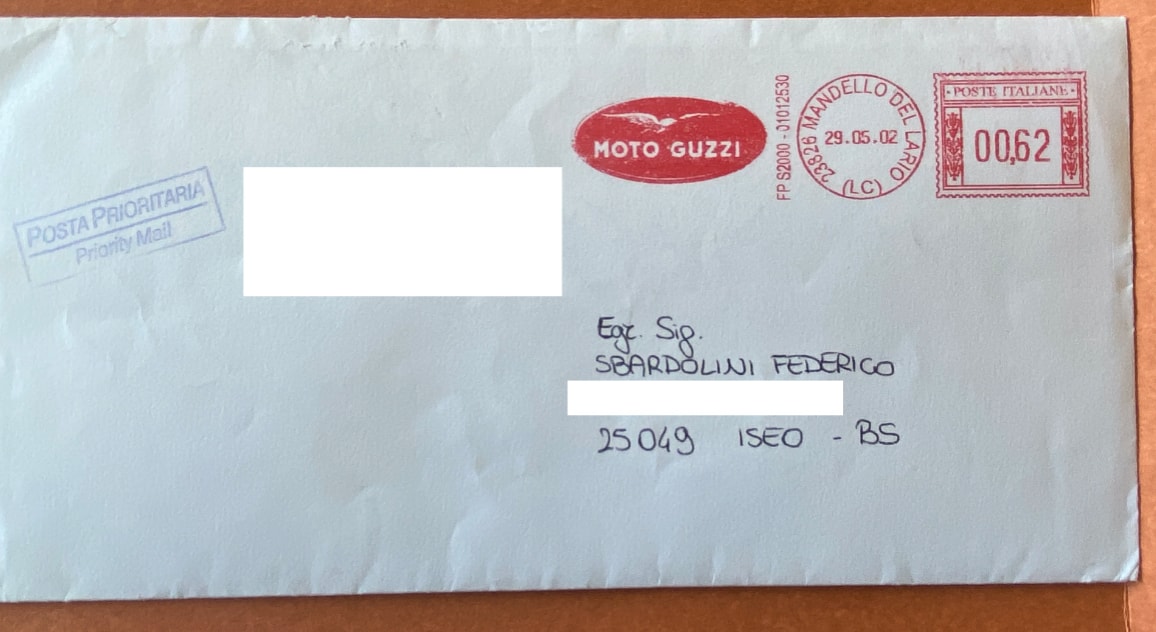 MOTO GUZZI
FP S2000 - 01012530
23826 MANDELLO DEL LARIO (LC)
29.05.02
• POSTE ITALIANE •
00,62
POSTA PRIORITARIA
Priority Mail
Egr. Sig.
SBARDOLINI FEDERICO
25049 ISEO - BS